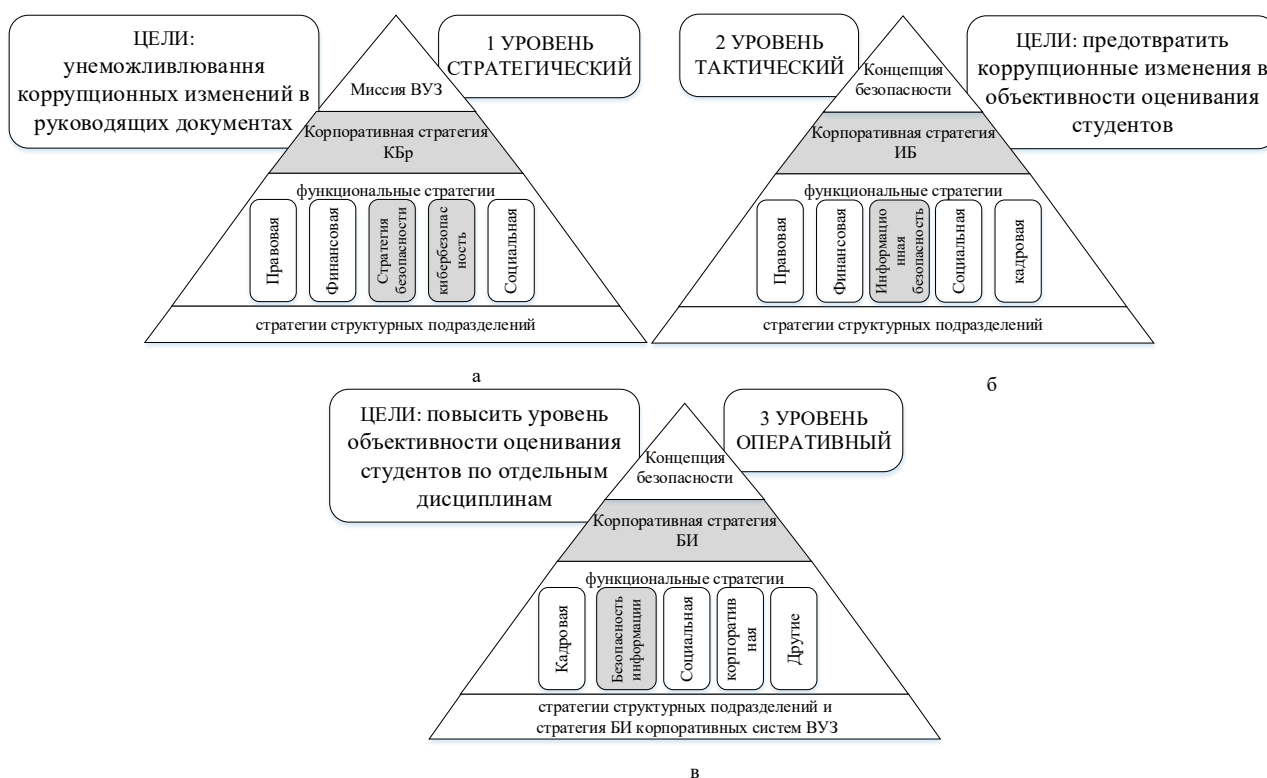 ЦЕЛИ:
унеможливлювання
коррупционных изменений в
руководящих документах
1 УРОВЕНЬ
СТРАТЕГИЧЕСКИЙ
Миссия ВУЗ
Корпоративная стратегия
КБр
функциональные стратегии
Правовая
Финансовая
Стратегия
безопасности
кибербезопас
ность
Социальная
стратегии структурных подразделений
а
2 УРОВЕНЬ
ТАКТИЧЕСКИЙ
ЦЕЛИ: предотвратить
коррупционные изменения в
объективности оценивания
студентов
Концепция
безопасности
Корпоративная стратегия
ИБ
функциональные стратегии
Правовая
Финансовая
Информацио
нная
безопасность
Социальная
кадровая
стратегии структурных подразделений
б
ЦЕЛИ: повысить уровень
объективности оценивания
студентов по отдельным
дисциплинам
3 УРОВЕНЬ
ОПЕРАТИВНЫЙ
Концепция
безопасности
Корпоративная стратегия
БИ
функциональные стратегии
Кадровая
Безопасность
информации
Социальная
корпоратив
ная
Другие
стратегии структурных подразделений и
стратегия БИ корпоративных систем ВУЗ
в